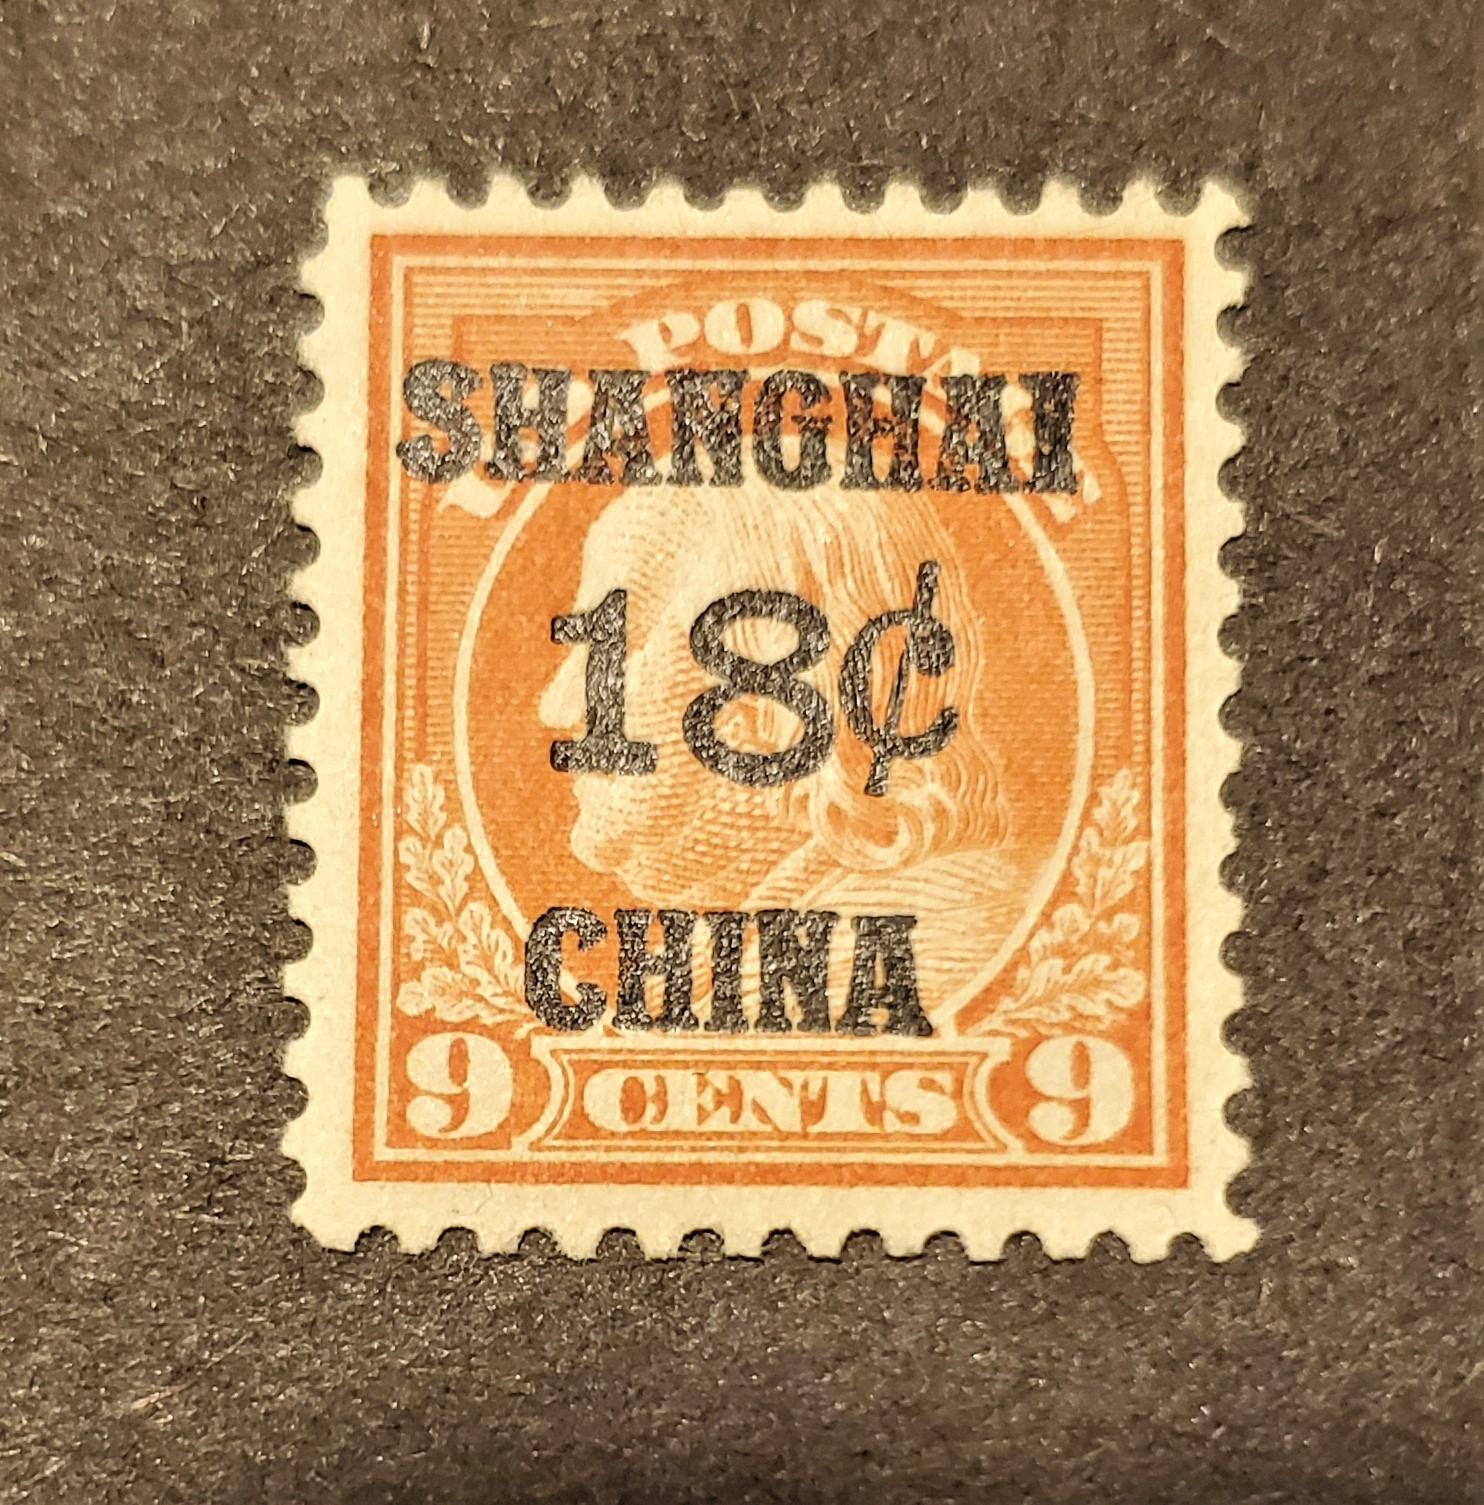 U.S. POSTAGE
SHANGHAI
18¢
CHINA
9 CENTS 9